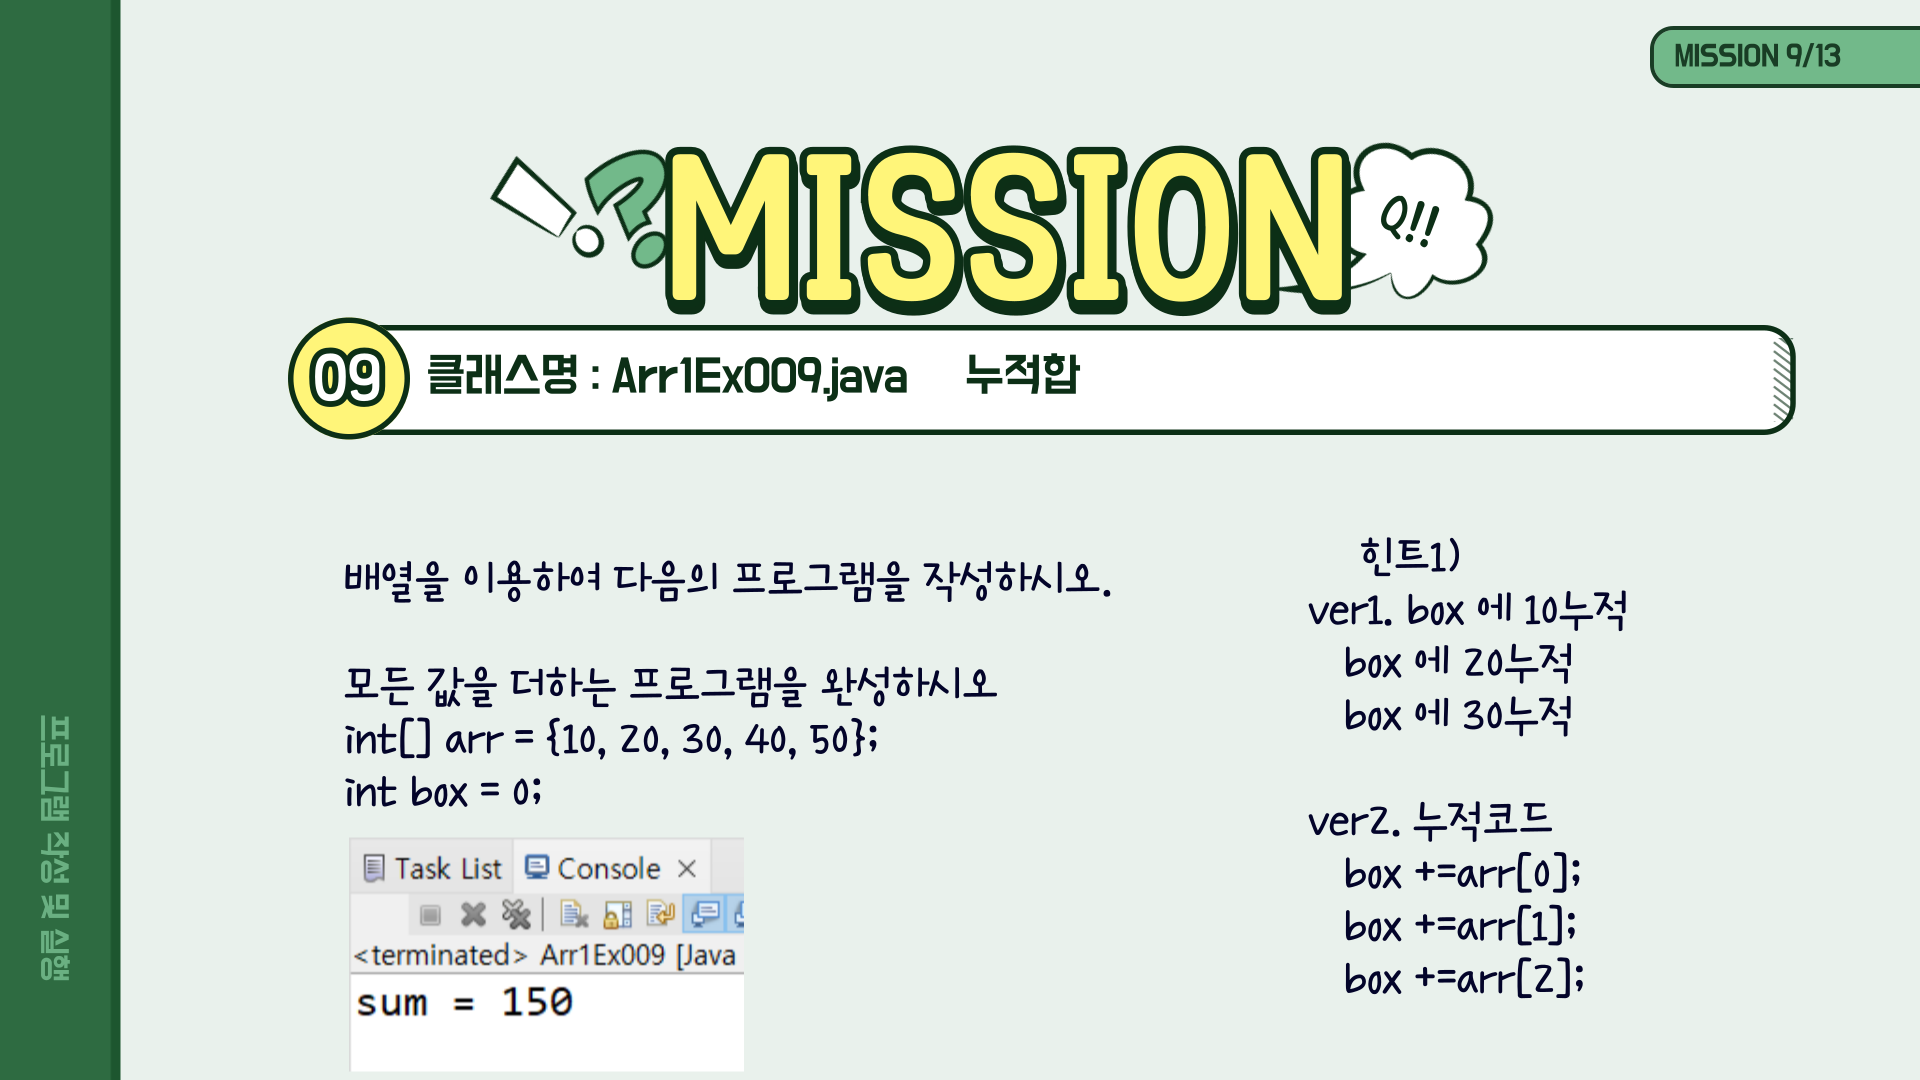 MISSION 9/13
MISSION
Q!!
09
클래스명 : Arr1Ex009.java 누적합
배열을 이용하여 다음의 프로그램을 작성하시오.
모든 값을 더하는 프로그램을 완성하시오
int[] arr = {10, 20, 30, 40, 50};
int box = 0;
Task List Console
<terminated> Arr1Ex009 [Java
sum = 150
힌트1)
ver1. box 에 10누적
box 에 20누적
box 에 30누적
ver2. 누적코드
box +=arr[0];
box +=arr[1];
box +=arr[2];
프로그램 작성 및 실행